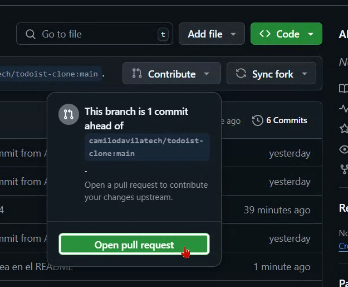 Go to file t Add file Code
ech/todoist-clone:main . Contribute Sync fork
This branch is 1 commit
ahead of
camilodavilatech/todoist-
clone:main
.
Open a pull request to contribute
your changes upstream.
Open pull request
e ago 6 Commits
mmit from yesterday
mmit from yesterday
4 39 minutes ago
mmit from yesterday
ea en el README 1 minute ago
Al
Re
Cre
Pa